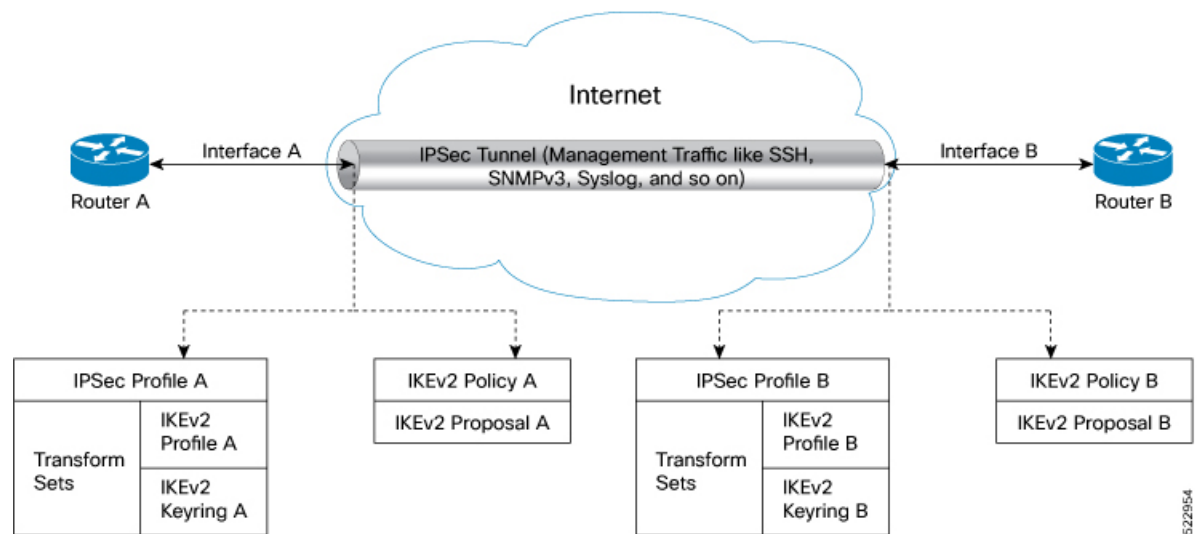 Internet
Interface A
IPSec Tunnel (Management Traffic like SSH,
SNMPv3, Syslog, and so on)
Interface B
Router A
Router B
IPSec Profile A
Transform
Sets
IKEv2
Profile A
IKEv2
Keyring A
IKEv2 Policy A
IKEv2 Proposal A
IPSec Profile B
Transform
Sets
IKEv2
Profile B
IKEv2
Keyring B
IKEv2 Policy B
IKEv2 Proposal B
522954